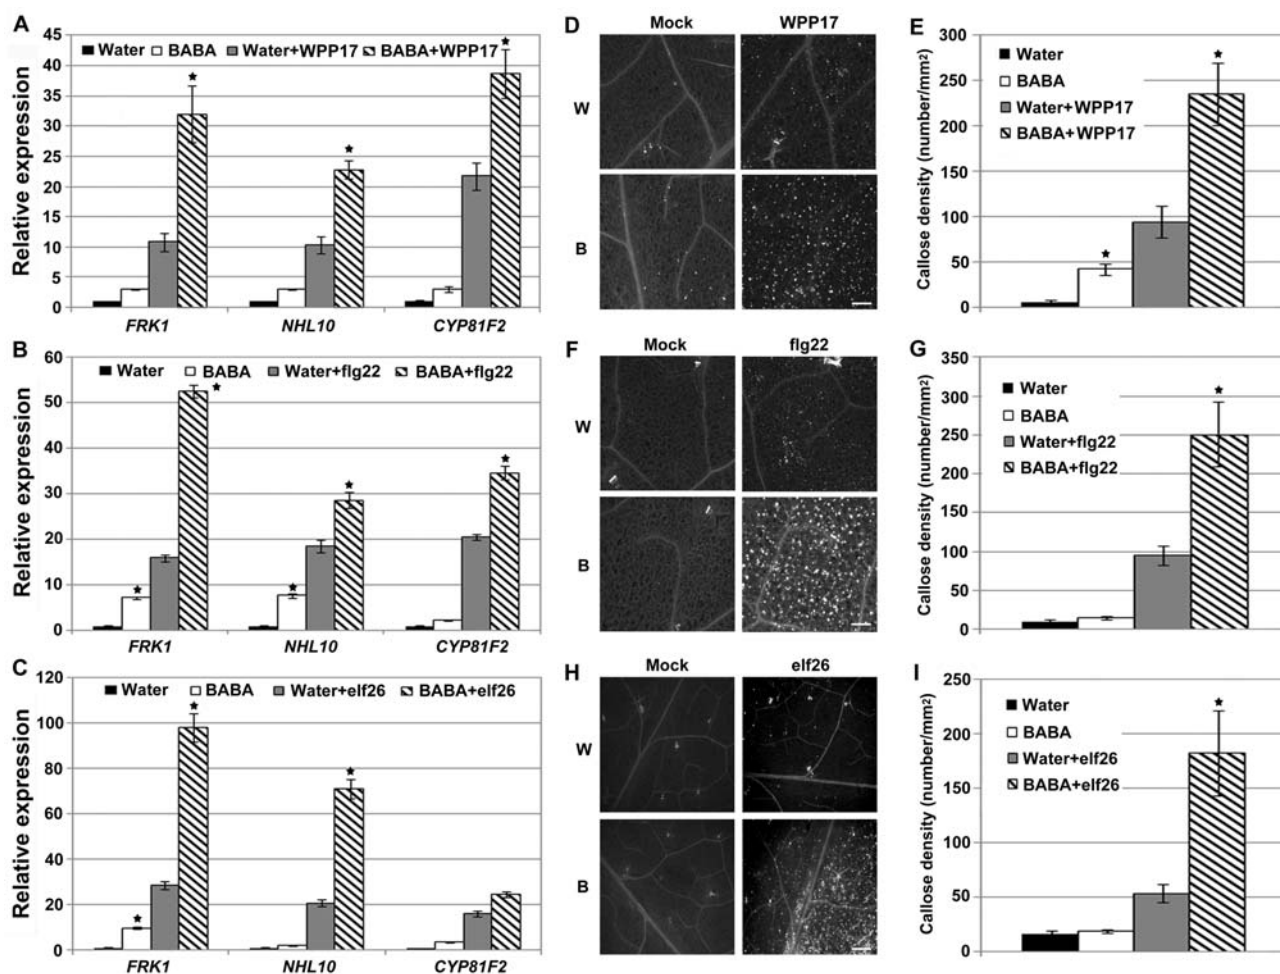 A
Water BABA Water+WPP17 BABA+WPP17
Relative expression
45
40
35
30
25
20
15
10
5
0
FRK1 NHL10 CYP81F2
D
Mock WPP17
W
B
E
Water
BABA
Water+WPP17
BABA+WPP17
Callose density (number/mm2)
300
250
200
150
100
50
0
B
Water BABA Water+flg22 BABA+flg22
Relative expression
60
50
40
30
20
10
0
FRK1 NHL10 CYP81F2
F
Mock flg22
W
B
G
Water
BABA
Water+flg22
BABA+flg22
Callose density (number/mm2)
350
300
250
200
150
100
50
0
C
Water BABA Water+elf26 BABA+elf26
Relative expression
120
100
80
60
40
20
0
FRK1 NHL10 CYP81F2
H
Mock elf26
W
B
I
Water
BABA
Water+elf26
BABA+elf26
Callose density (number/mm2)
250
200
150
100
50
0